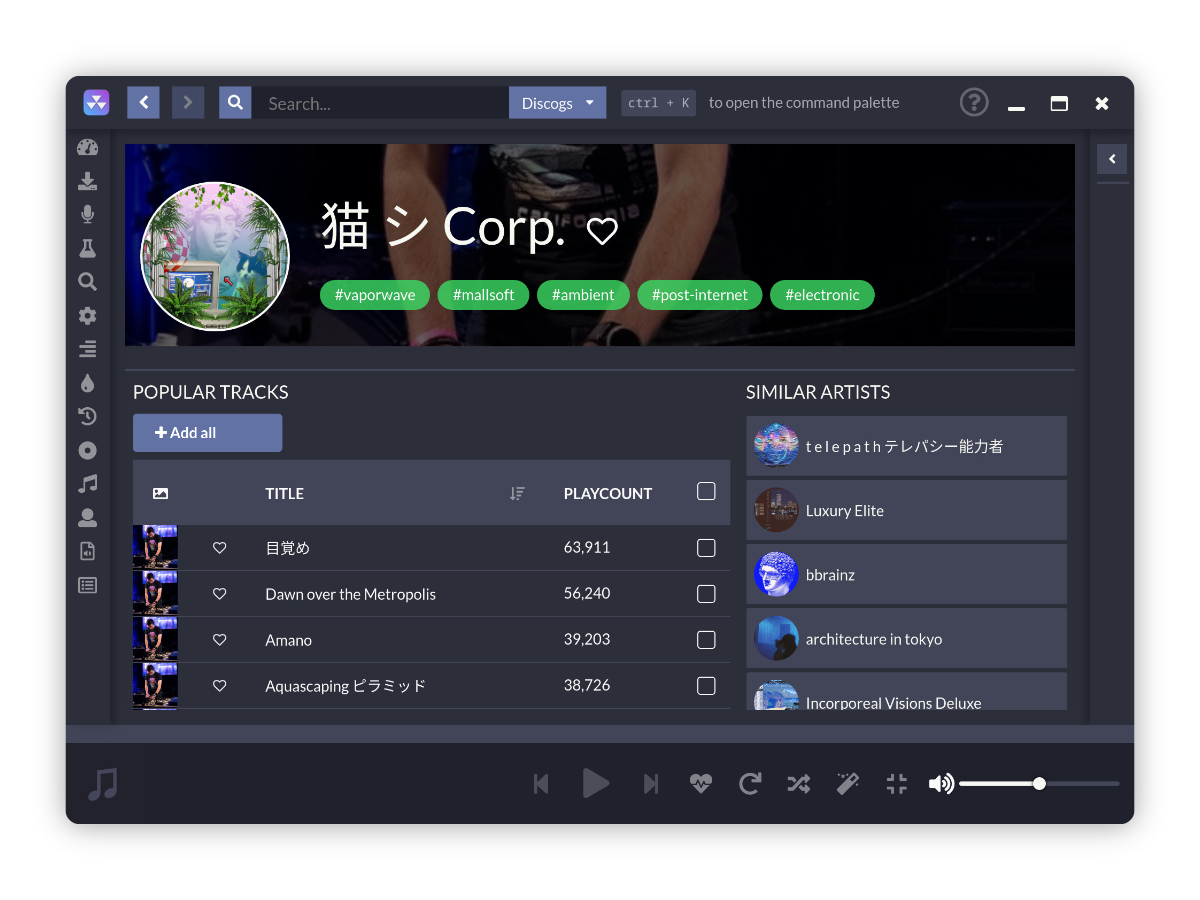 Search...
Discogs
ctrl + K
to open the command palette
?
猫 シ Corp.
#vaporwave
#mallsoft
#ambient
#post-internet
#electronic
POPULAR TRACKS
Add all
TITLE
PLAYCOUNT
目覚め
63,911
Dawn over the Metropolis
56,240
Amano
39,203
Aquascaping ピラミッド
38,726
SIMILAR ARTISTS
t e l e p a t h テレパシー能力者
Luxury Elite
bbrainz
architecture in tokyo
Incorporeal Visions Deluxe